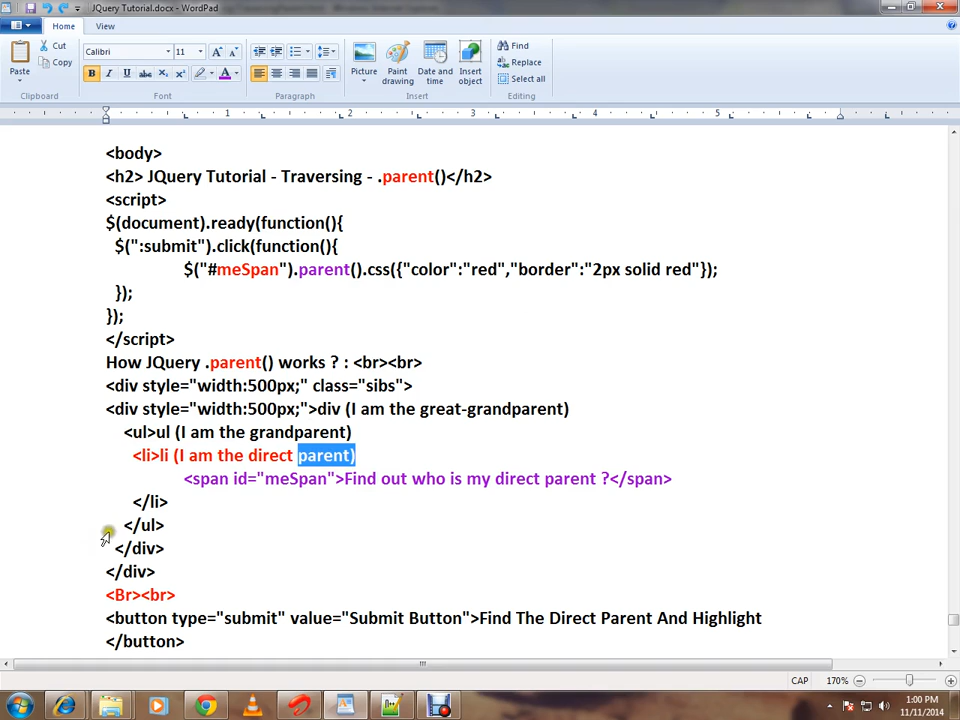 JQuery Tutorial.docx - WordPad
Home
View
Paste
Cut
Copy
Clipboard
Calibri
11
Font
Paragraph
Picture
Paint drawing
Date and time
Insert object
Insert
Find
Replace
Select all
Editing
1 2 3 4 5
<body>
<h2> JQuery Tutorial - Traversing - .parent()</h2>
<script>
$(document).ready(function(){
$(":submit").click(function(){
$("#meSpan").parent().css({"color":"red","border":"2px solid red"});
});
});
</script>
How JQuery .parent() works ? : <br><br>
<div style="width:500px;" class="sibs">
<div style="width:500px;">div (I am the great-grandparent)
<ul>ul (I am the grandparent)
<li>li (I am the direct parent)
<span id="meSpan">Find out who is my direct parent ?</span>
</li>
</ul>
</div>
</div>
<Br><br>
<button type="submit" value="Submit Button">Find The Direct Parent And Highlight
</button>
CAP
170%
1:00 PM
11/11/2014